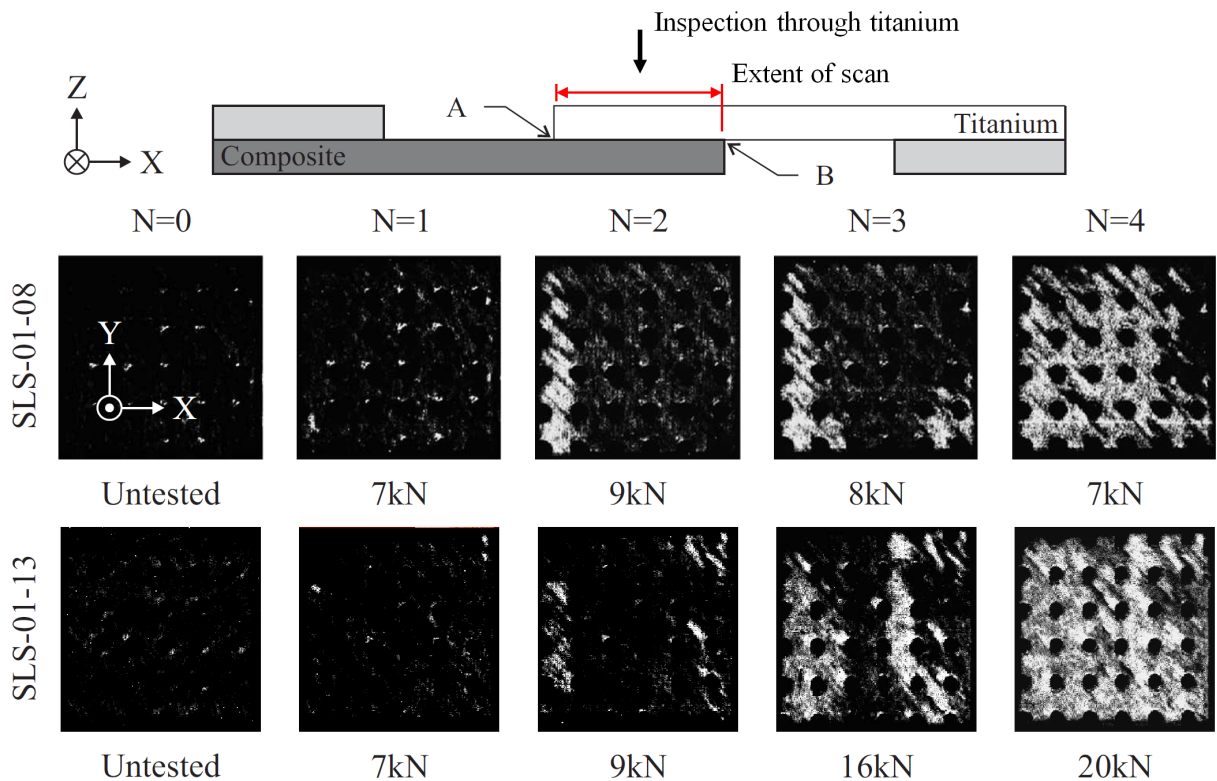 Inspection through titanium
Extent of scan
Z
X
A
Titanium
Composite
B
N=0 N=1 N=2 N=3 N=4
SLS-01-08
Y
X
Untested 7kN 9kN 8kN 7kN
SLS-01-13
Untested 7kN 9kN 16kN 20kN